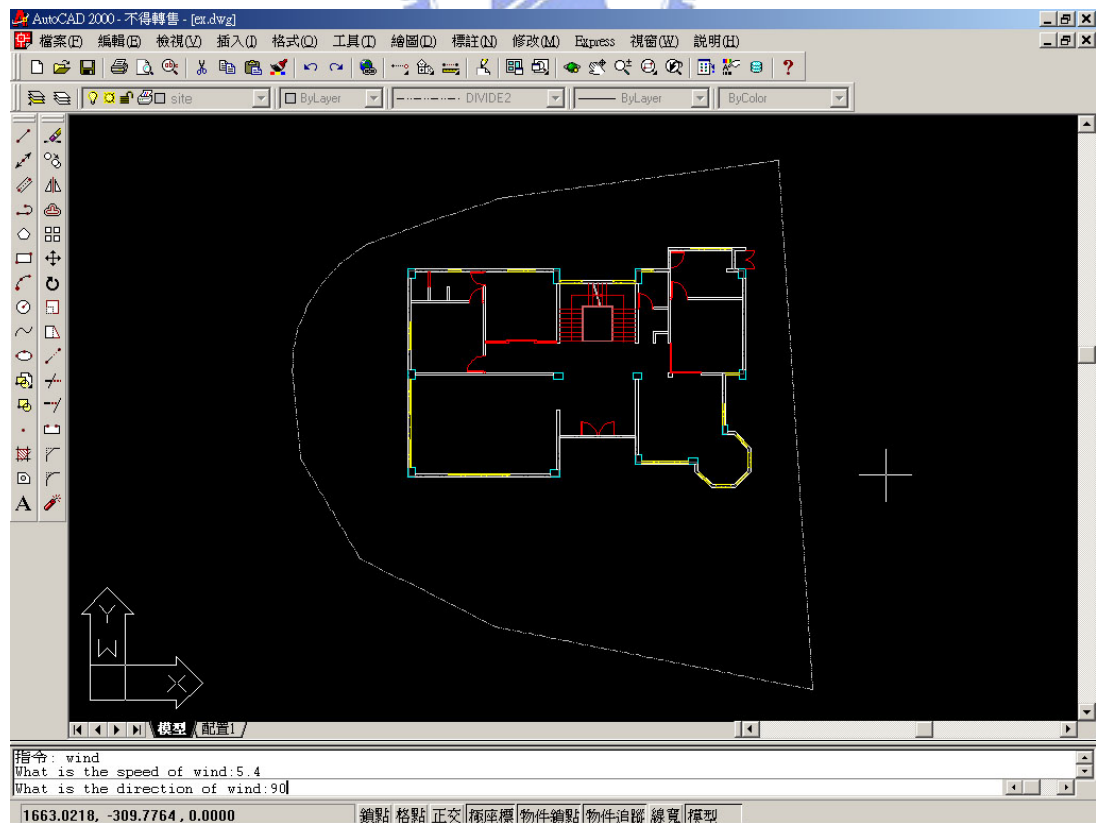 AutoCAD 2000 - 不得轉售 - [ex.dwg]
檔案(F) 編輯(E) 檢視(V) 插入(I) 格式(O) 工具(T) 繪圖(D) 標註(N) 修改(M) Express 視窗(W) 說明(H)
site ByLayer DIVIDE2 ByLayer ByColor
A
Y
W
X
模型 配置1
指令: wind
What is the speed of wind:5.4
What is the direction of wind:90
1663.0218, -309.7764 , 0.0000 鎖點 格點 正交 極座標 物件鎖點 物件追蹤 線寬 模型